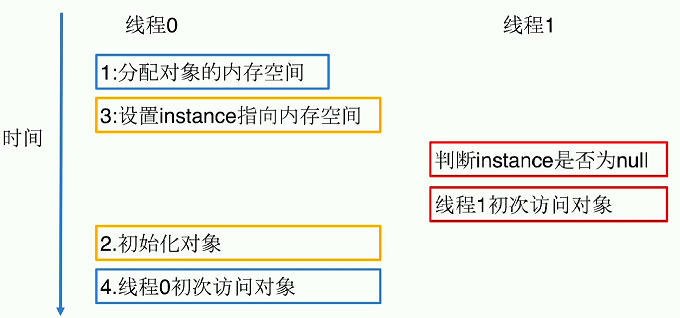 线程0
线程1
1:分配对象的内存空间
3:设置instance指向内存空间
时间
判断instance是否为null
线程1初次访问对象
2.初始化对象
4.线程0初次访问对象